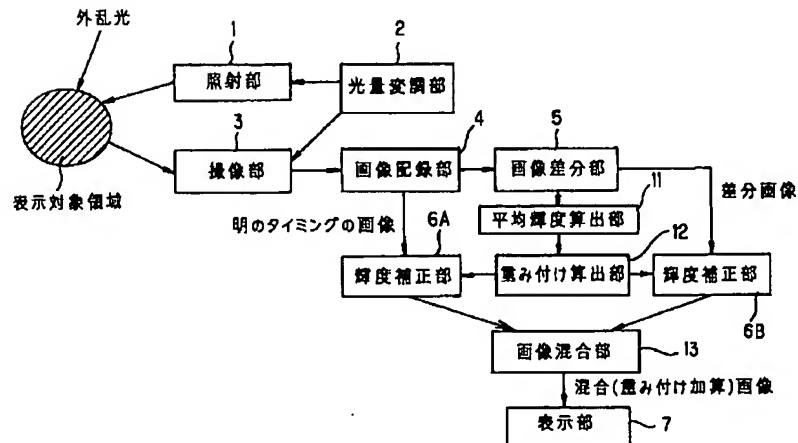 外乱光
1
照射部
2
光量変調部
3
撮像部
4
画像記録部
5
画像差分部
表示対象領域
明のタイミングの画像
差分画像
11
平均輝度算出部
6A
輝度補正部
12
重み付け算出部
輝度補正部
6B
画像混合部
13
混合(重み付け加算)画像
表示部
7